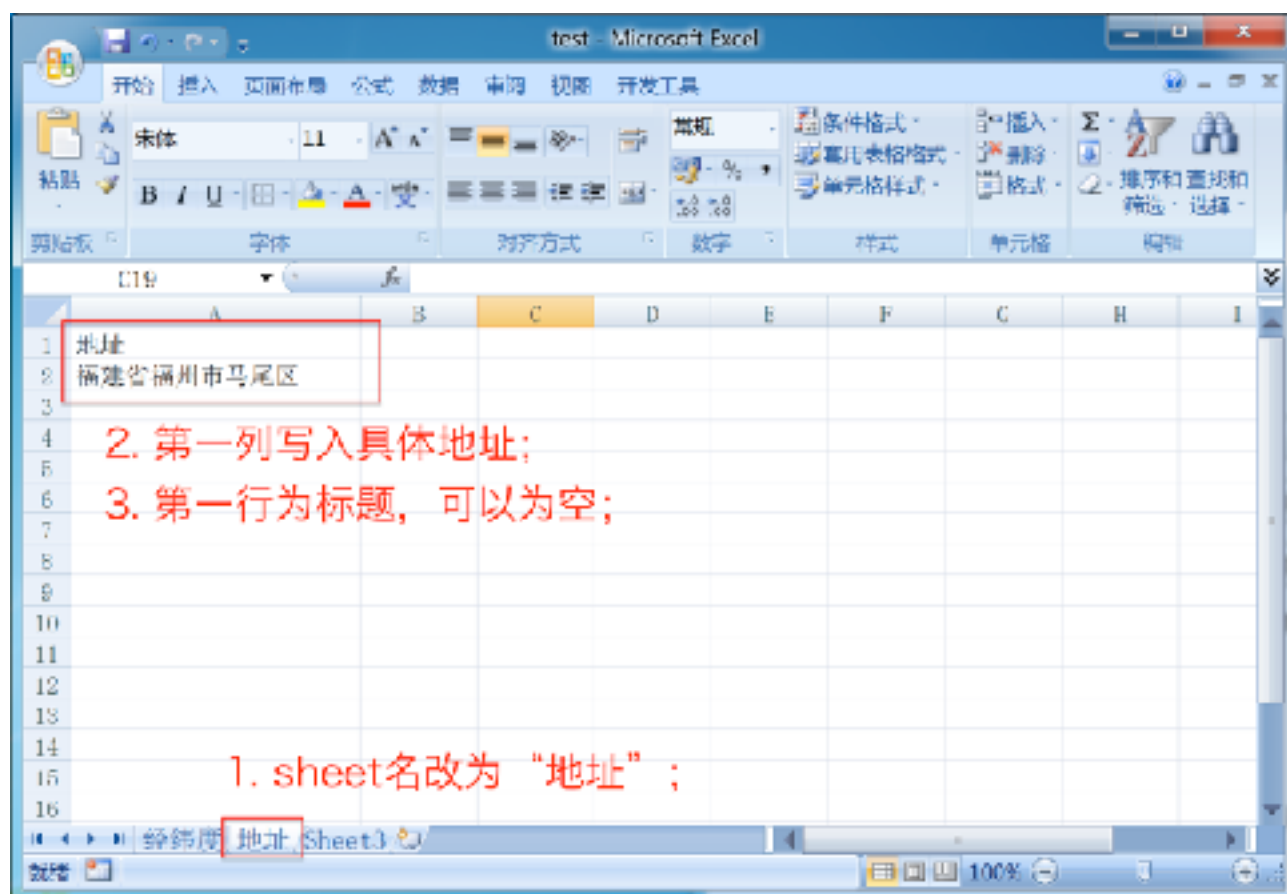 test - Microsoft Excel
开始 插入 页面布局 公式 数据 审阅 视图 开发工具
宋体 11 A A 常规 条件格式 插入 Σ
套用表格格式 删除
粘贴 B I U A 变 % , 单元格样式 格式 排序和 查找和
筛选 选择
剪贴板 字体 对齐方式 数字 样式 单元格 编辑
C19 fx
A B C D E F G H I
1 地址
2 福建省福州市马尾区
3
4
2. 第一列写入具体地址;
5
6
3. 第一行为标题,可以为空;
7
8
9
10
11
12
13
14
1. sheet名改为“地址”;
15
16
经纬度 地址 Sheet3
就绪 100%